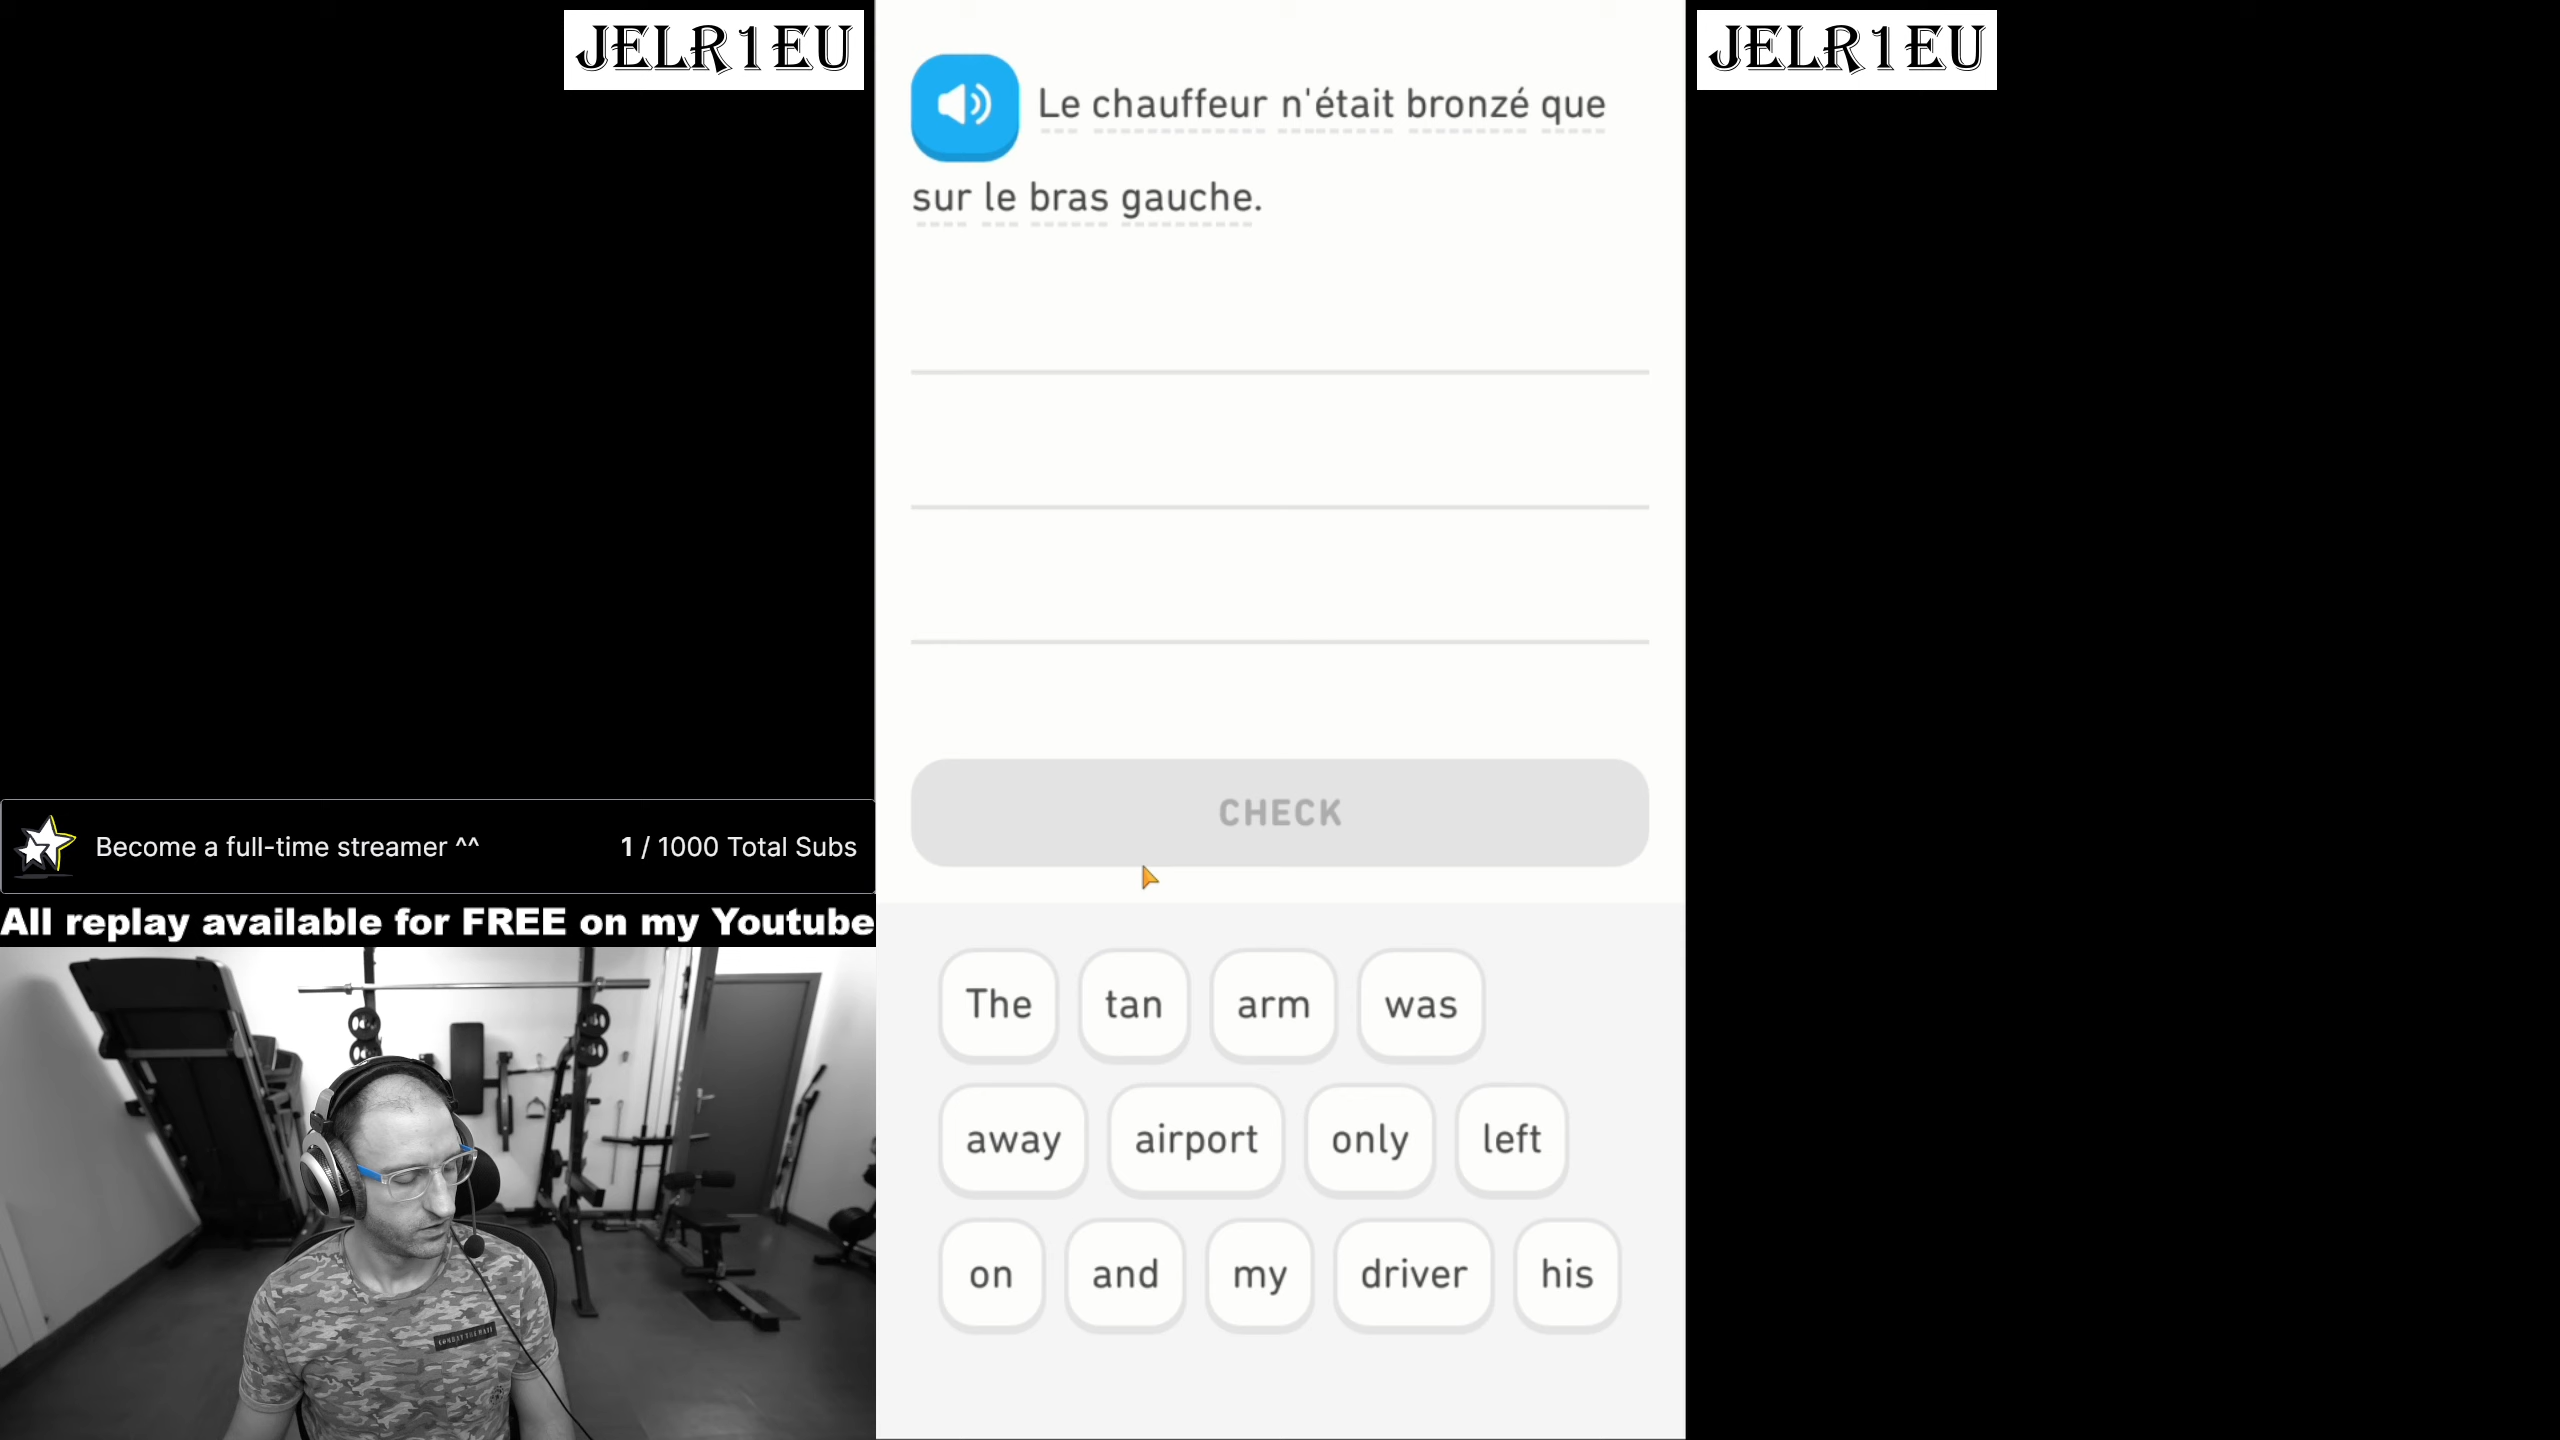 JELR1EU
JELR1EU
Le chauffeur n'était bronzé que
sur le bras gauche.
CHECK
The tan arm was
away airport only left
on and my driver his
Become a full-time streamer ^^ 1 / 1000 Total Subs
All replay available for FREE on my Youtube